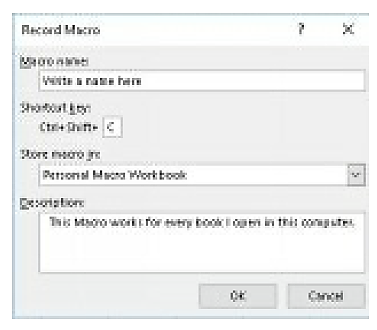 Record Macro ? ×
Macro name:
Write a name here
Shortcut key:
Ctrl+Shift+ C
Store macro in:
Personal Macro Workbook
Description:
This Macro works for every book I open in this computer.
OK Cancel